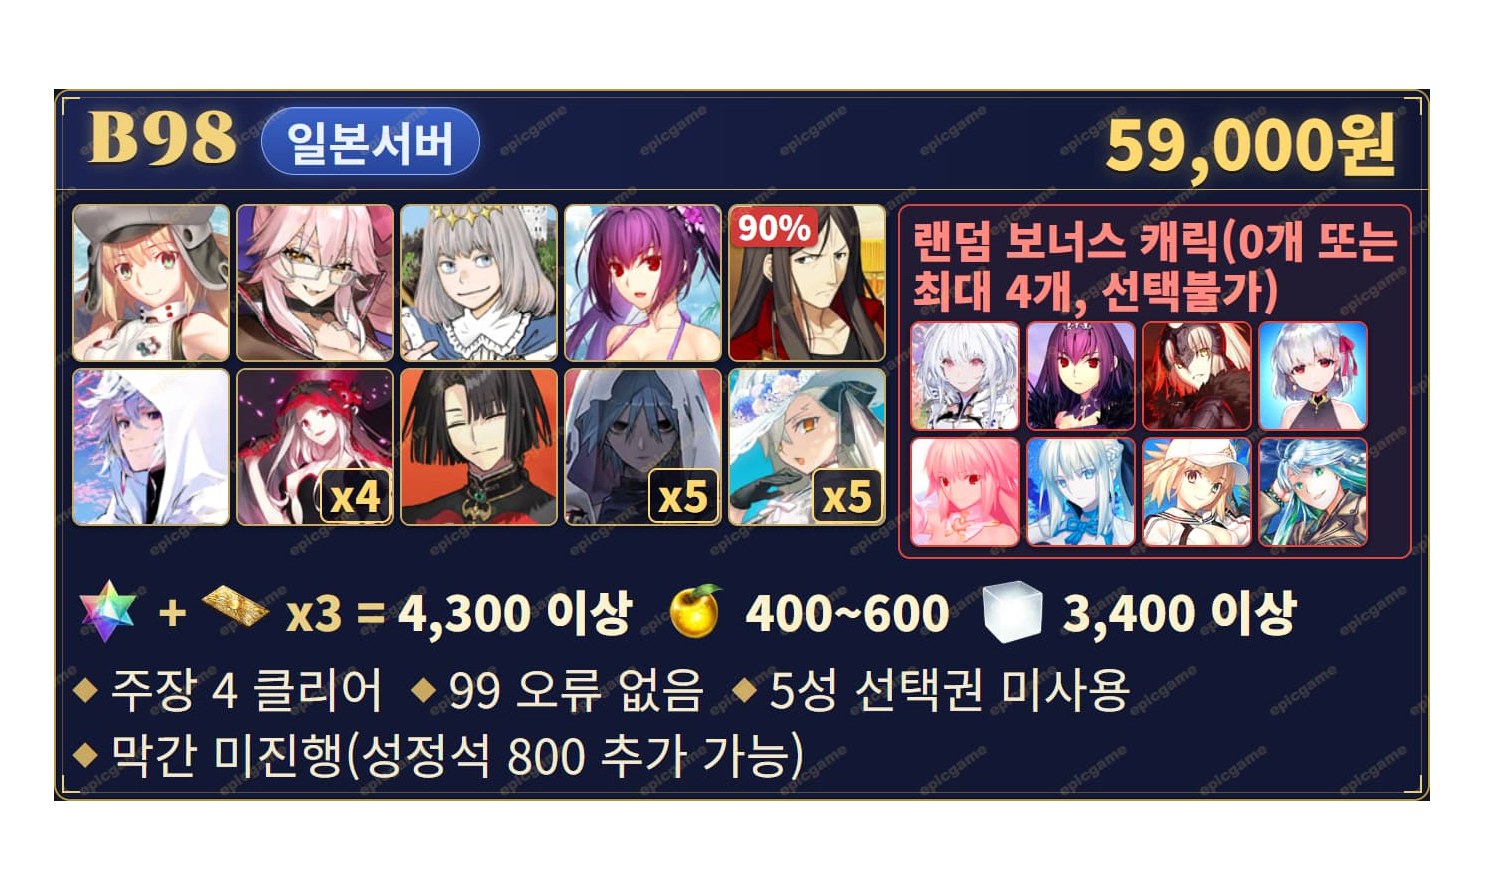 B98 일본서버 59,000원
90%
랜덤 보너스 캐릭(0개 또는
최대 4개, 선택불가)
x4
x5
x5
+ x3 = 4,300 이상 400~600 3,400 이상
◆ 주장 4 클리어 ◆ 99 오류 없음 ◆ 5성 선택권 미사용
◆ 막간 미진행(성정석 800 추가 가능)
epicgame